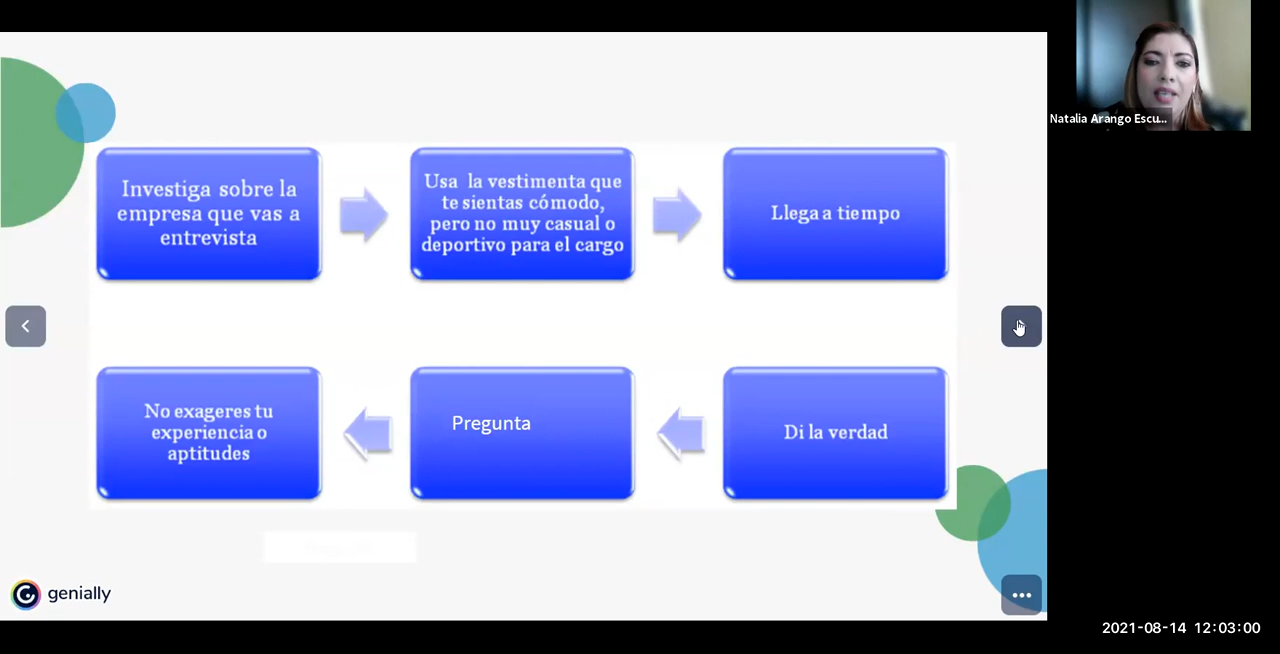 Natalia Arango Escu...
Investiga sobre la
empresa que vas a
entrevista
Usa la vestimenta que
te sientas cómodo,
pero no muy casual o
deportivo para el cargo
Llega a tiempo
No exageres tu
experiencia o
aptitudes
Pregunta
Di la verdad
genially
2021-08-14 12:03:00